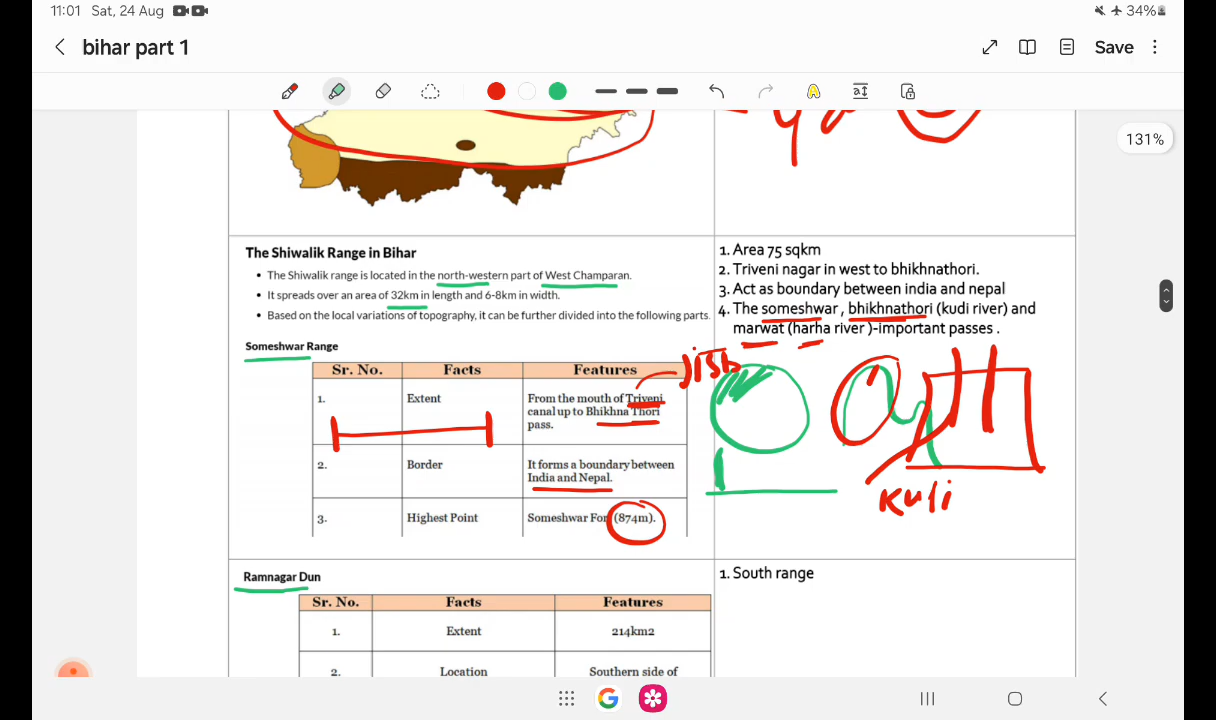 11:01 Sat, 24 Aug
34%
bihar part 1
Save
131%
The Shiwalik Range in Bihar
• The Shiwalik range is located in the north-western part of West Champaran.
• It spreads over an area of 32km in length and 6-8km in width.
• Based on the local variations of topography, it can be further divided into the following parts.
1. Area 75 sqkm
2. Triveni nagar in west to bhikhnathori.
3. Act as boundary between india and nepal
4. The someshwar , bhikhnathori (kudi river) and
marwat (harha river )-important passes .
Someshwar Range
Sr. No. Facts Features
1. Extent From the mouth of Triveni
canal up to Bhikhna Thori
pass.
2. Border It forms a boundary between
India and Nepal.
3. Highest Point Someshwar For (874m).
Kuli
Ramnagar Dun
1. South range
Sr. No. Facts Features
1. Extent 214km2
2. Location Southern side of